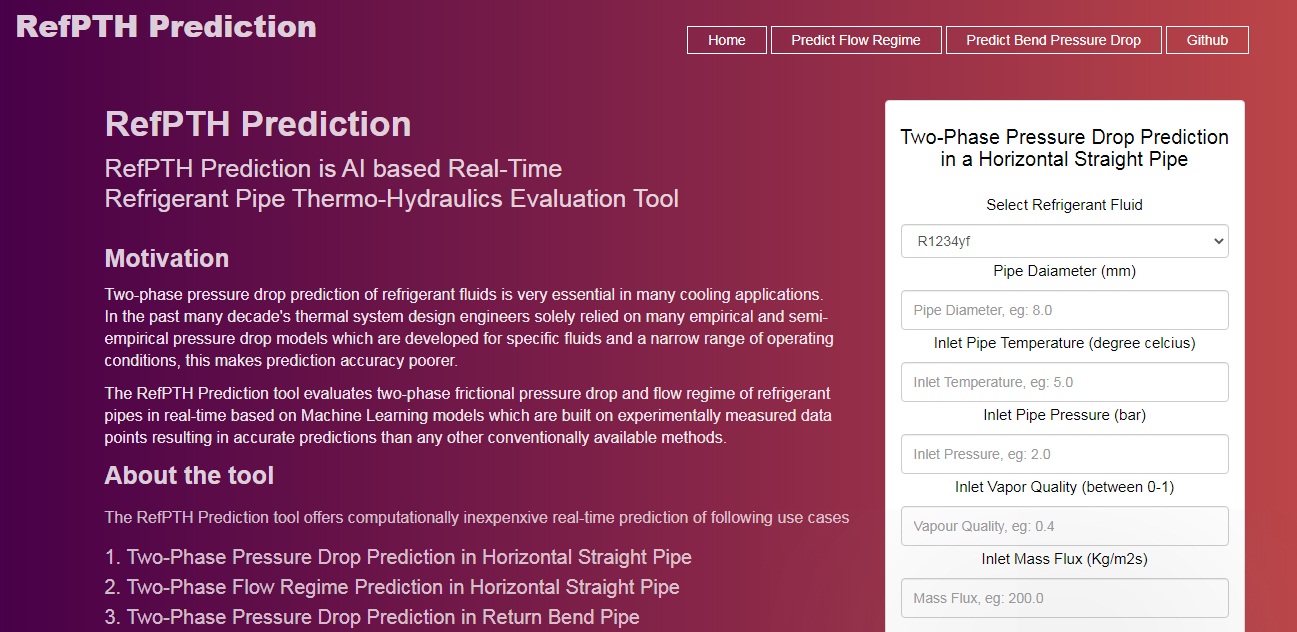 RefPTH Prediction
Home
Predict Flow Regime
Predict Bend Pressure Drop
Github
RefPTH Prediction
RefPTH Prediction is AI based Real-Time
Refrigerant Pipe Thermo-Hydraulics Evaluation Tool
Motivation
Two-phase pressure drop prediction of refrigerant fluids is very essential in many cooling applications.
In the past many decade's thermal system design engineers solely relied on many empirical and semi-
empirical pressure drop models which are developed for specific fluids and a narrow range of operating
conditions, this makes prediction accuracy poorer.
The RefPTH Prediction tool evaluates two-phase frictional pressure drop and flow regime of refrigerant
pipes in real-time based on Machine Learning models which are built on experimentally measured data
points resulting in accurate predictions than any other conventionally available methods.
About the tool
The RefPTH Prediction tool offers computationally inexpenxive real-time prediction of following use cases
1. Two-Phase Pressure Drop Prediction in Horizontal Straight Pipe
2. Two-Phase Flow Regime Prediction in Horizontal Straight Pipe
3. Two-Phase Pressure Drop Prediction in Return Bend Pipe
Two-Phase Pressure Drop Prediction
in a Horizontal Straight Pipe
Select Refrigerant Fluid
R1234yf
Pipe Daiameter (mm)
Pipe Diameter, eg: 8.0
Inlet Pipe Temperature (degree celcius)
Inlet Temperature, eg: 5.0
Inlet Pipe Pressure (bar)
Inlet Pressure, eg: 2.0
Inlet Vapor Quality (between 0-1)
Vapour Quality, eg: 0.4
Inlet Mass Flux (Kg/m2s)
Mass Flux, eg: 200.0